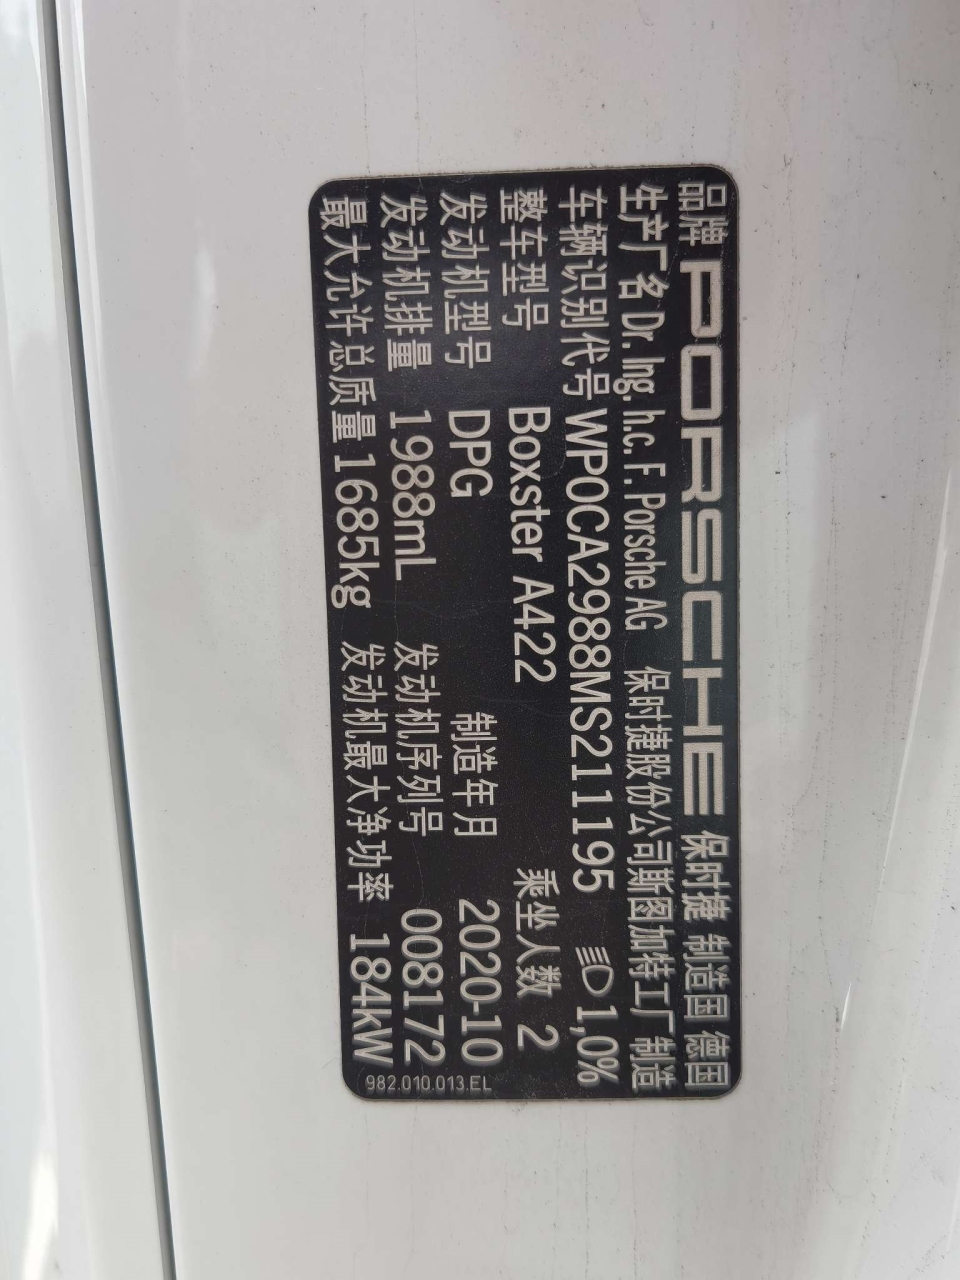 品牌 PORSCHE 保时捷 制造国 德国
生产厂名 Dr. Ing. h.c. F. Porsche AG 保时捷股份公司斯图加特工厂制造
车辆识别代号 WP0CA2988MS211195 1,0%
整车型号 Boxster A422 乘坐人数 2
发动机型号 DPG 制造年月 2020-10
发动机排量 1988mL 发动机序列号 008172
最大允许总质量 1685kg 发动机最大净功率 184kW
982.010.013.EL